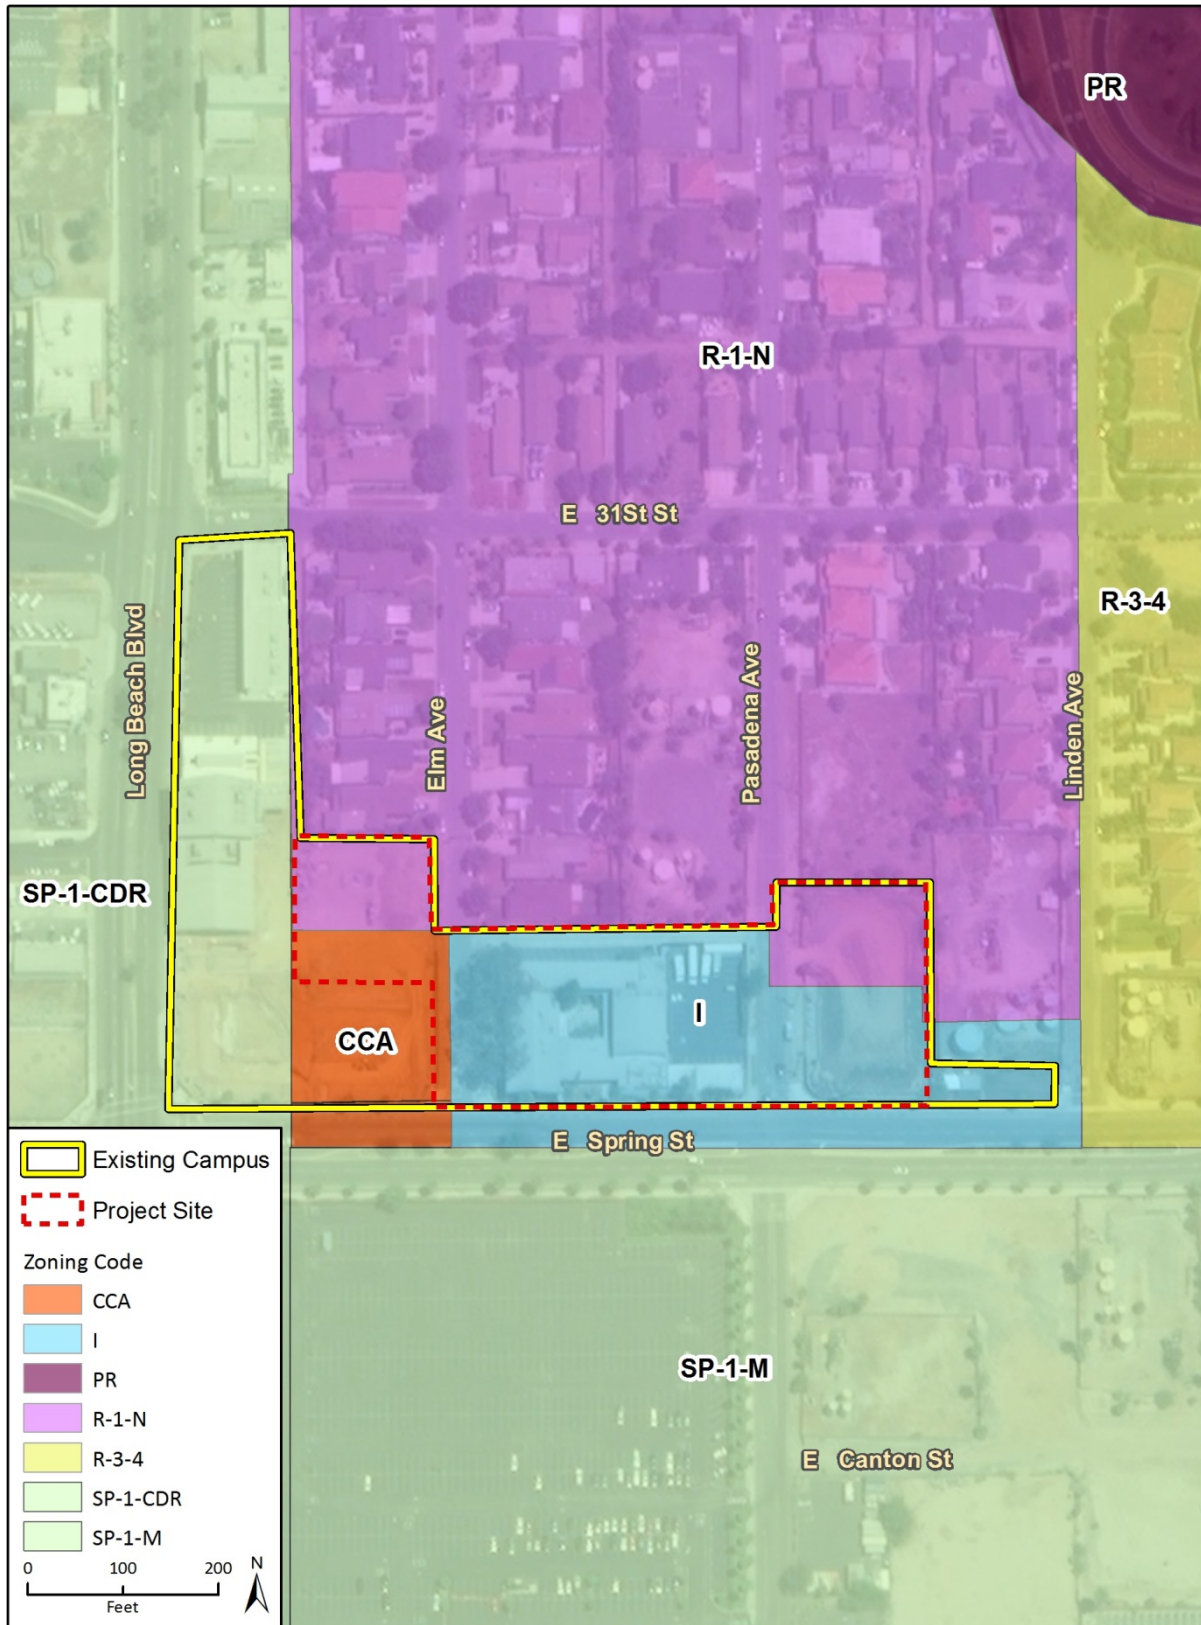 PR
R-1-N
E 31St St
R-3-4
Long Beach Blvd
Elm Ave
Pasadena Ave
Linden Ave
SP-1-CDR
I
CCA
E Spring St
SP-1-M
E Canton St
Existing Campus
Project Site
Zoning Code
CCA
I
PR
R-1-N
R-3-4
SP-1-CDR
SP-1-M
0 100 200
Feet
N